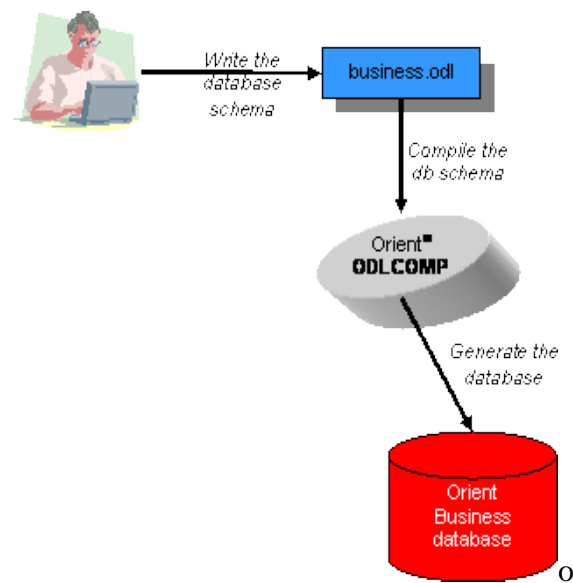 Write the
database
schema
business.odl
Compile the
db schema
Orient
ODLCOMP
Generate the
database
Orient
Business
database
o